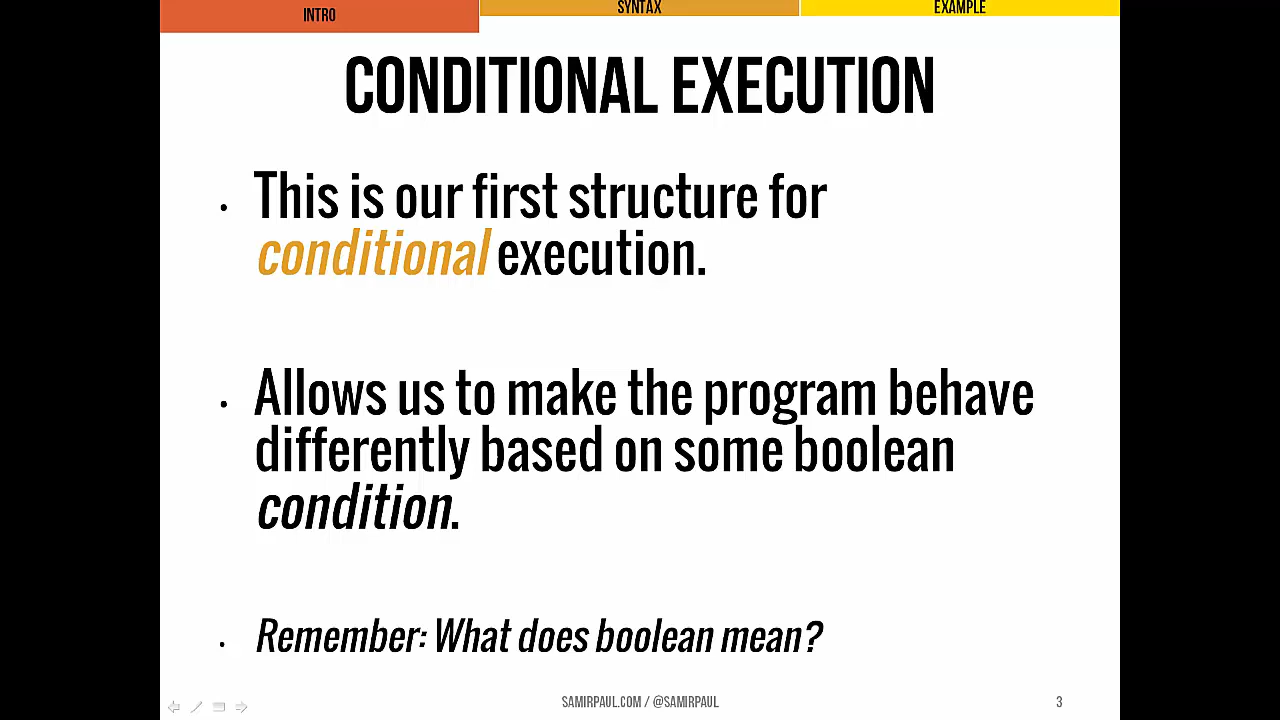 INTRO
SYNTAX
EXAMPLE
CONDITIONAL EXECUTION
• This is our first structure for
conditional execution.
• Allows us to make the program behave
differently based on some boolean
condition.
• Remember: What does boolean mean?
SAMIRPAUL.COM / @SAMIRPAUL
3